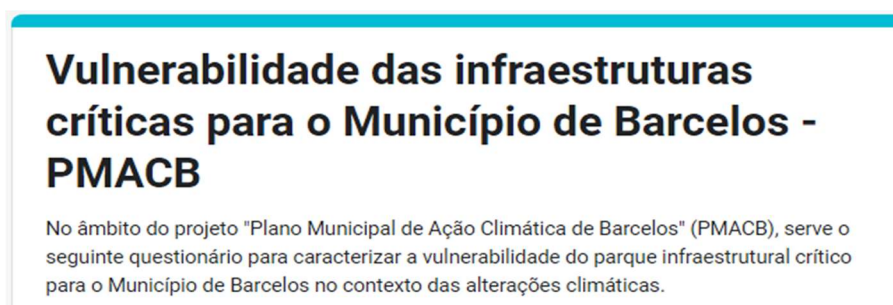 Vulnerabilidade das infraestruturas
críticas para o Município de Barcelos -
PMACB
No âmbito do projeto "Plano Municipal de Ação Climática de Barcelos" (PMACB), serve o
seguinte questionário para caracterizar a vulnerabilidade do parque infraestrutural crítico
para o Município de Barcelos no contexto das alterações climáticas.